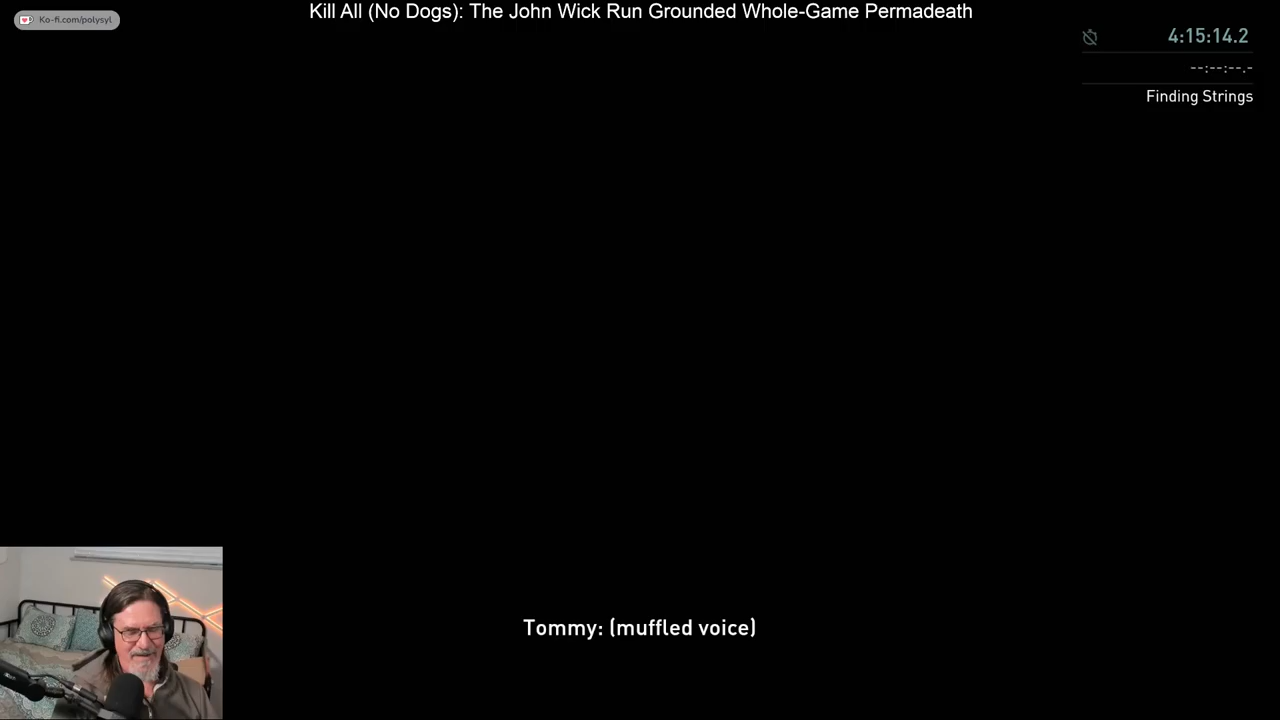 Kill All (No Dogs): The John Wick Run Grounded Whole-Game Permadeath
Ko-fi.com/polysyl
4:15:14.2
--:--:--.-
Finding Strings
Tommy: (muffled voice)